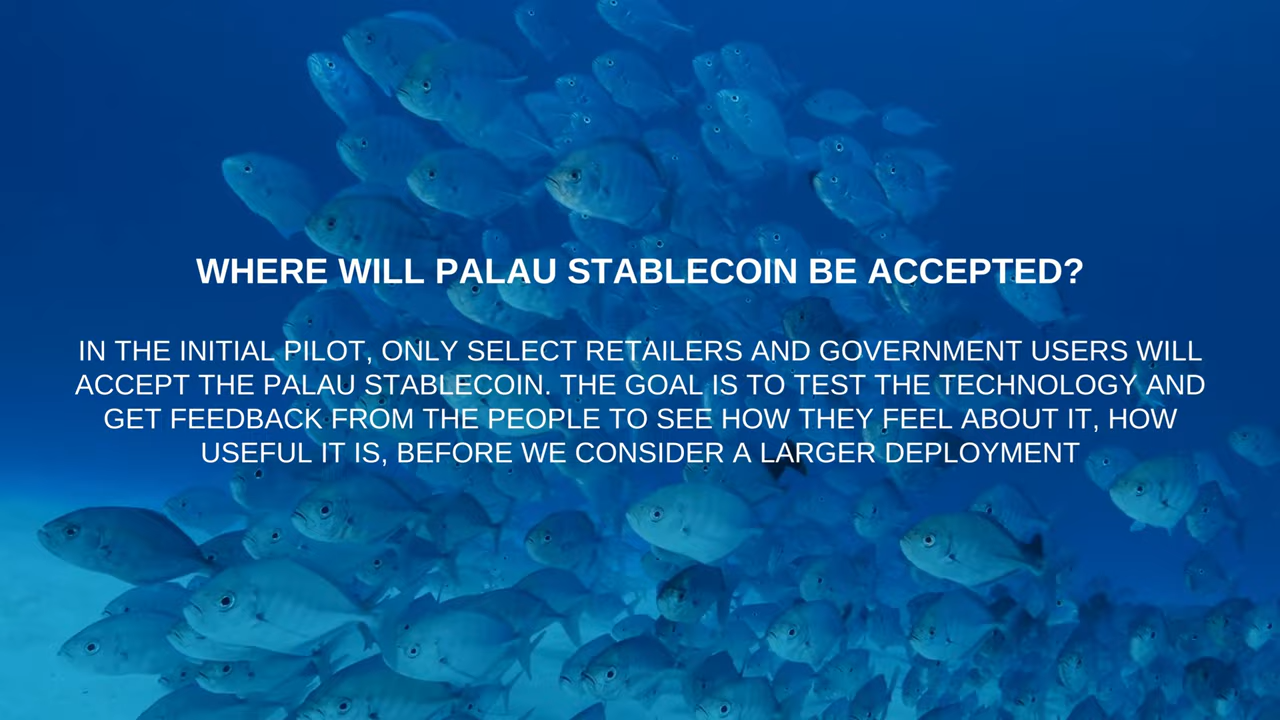 WHERE WILL PALAU STABLECOIN BE ACCEPTED?
IN THE INITIAL PILOT, ONLY SELECT RETAILERS AND GOVERNMENT USERS WILL
ACCEPT THE PALAU STABLECOIN. THE GOAL IS TO TEST THE TECHNOLOGY AND
GET FEEDBACK FROM THE PEOPLE TO SEE HOW THEY FEEL ABOUT IT, HOW
USEFUL IT IS, BEFORE WE CONSIDER A LARGER DEPLOYMENT